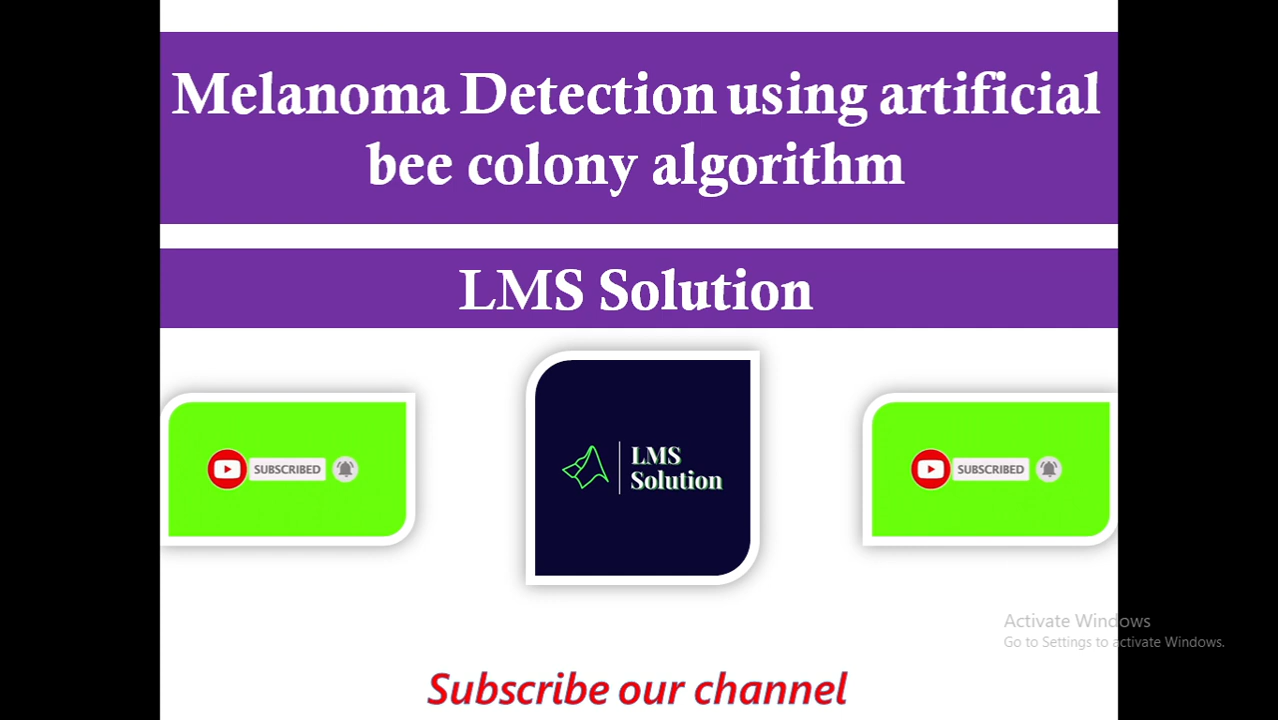 Melanoma Detection using artificial
bee colony algorithm
LMS Solution
SUBSCRIBED
LMS
Solution
SUBSCRIBED
Activate Windows
Go to Settings to activate Windows.
Subscribe our channel